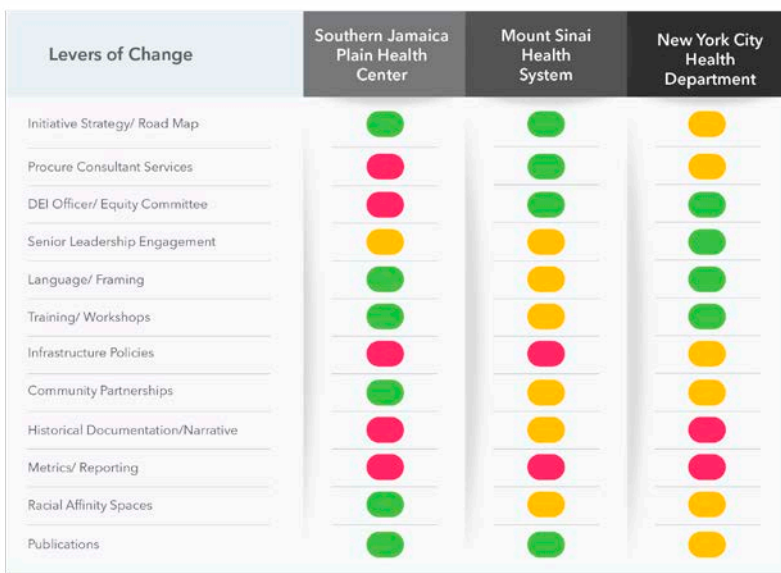 Levers of Change
Southern Jamaica
Plain Health
Center
Mount Sinai
Health
System
New York City
Health
Department
Initiative Strategy/ Road Map
Procure Consultant Services
DEI Officer/ Equity Committee
Senior Leadership Engagement
Language/ Framing
Training/ Workshops
Infrastructure Policies
Community Partnerships
Historical Documentation/Narrative
Metrics/ Reporting
Racial Affinity Spaces
Publications